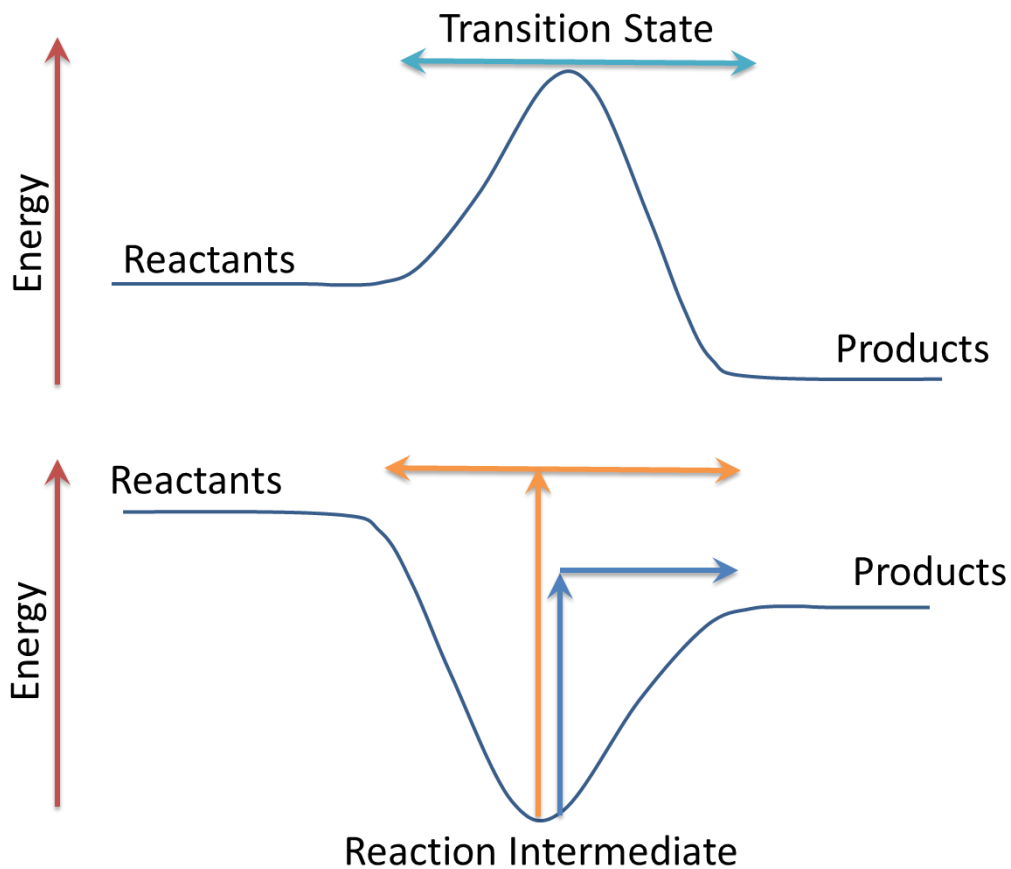 Transition State
Energy
Reactants
Products
Reactants
Energy
Products
Reaction Intermediate